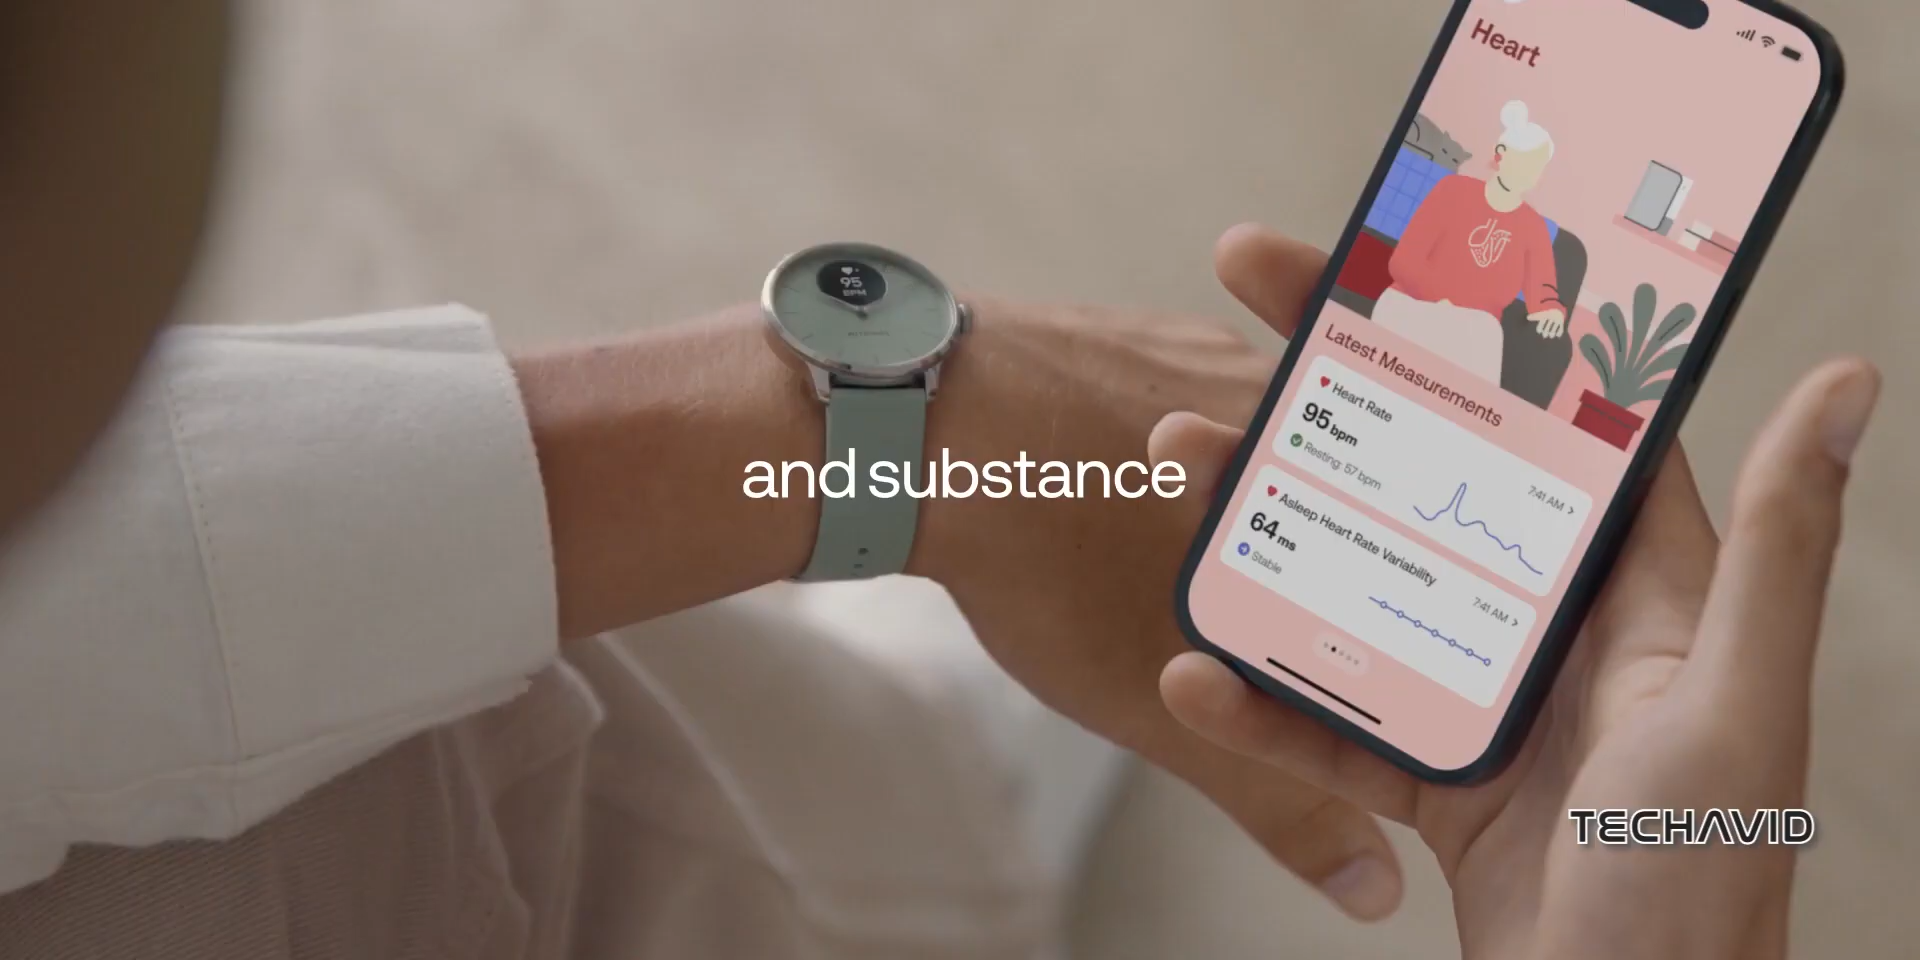 Heart
95
BPM
Latest Measurements
Heart Rate
95 bpm
Resting: 57 bpm
7:41 AM >
Asleep Heart Rate Variability
64 ms
Stable
7:41 AM >
and substance
TECHAVID